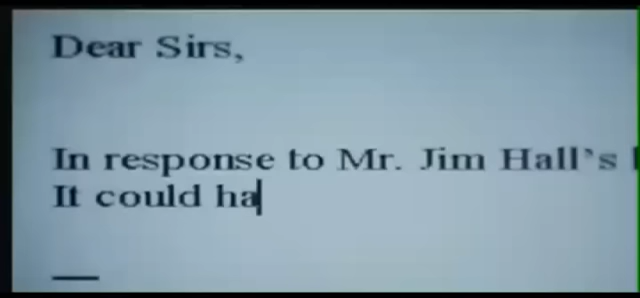 Dear Sirs,
In response to Mr. Jim Hall's
It could ha